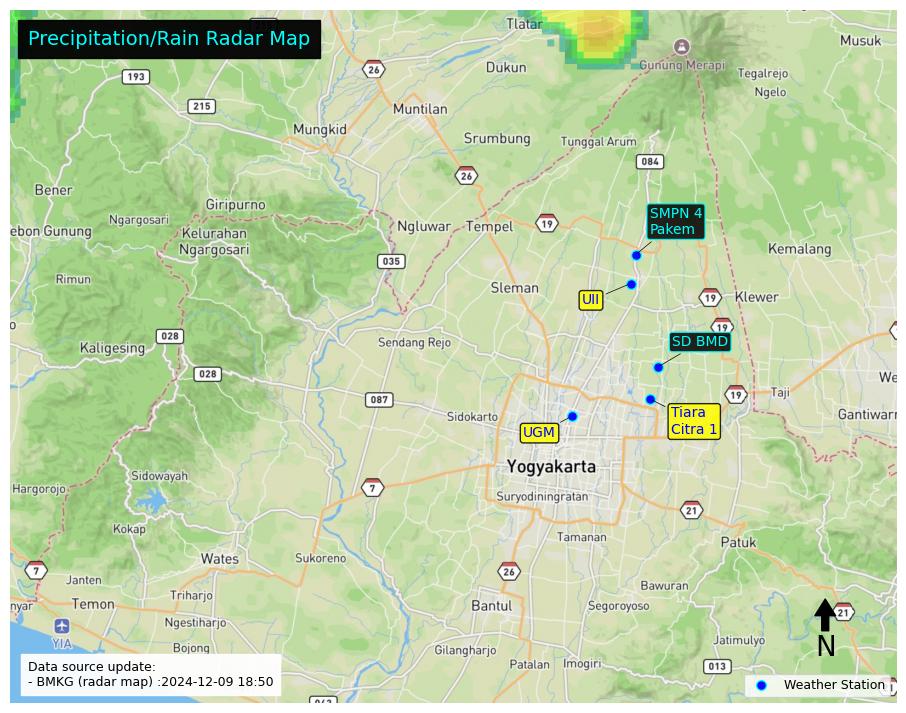 Precipitation/Rain Radar Map
Tlatar
Musuk
26
Dukun
Gunung Merapi
193
Tegalrejo
Ngelo
215
Muntilan
Mungkid
Srumbung
Tunggal Arum
084
26
Bener
Giripurno
SMPN 4
Pakem
Ngargosari
Ngluwar
Tempel
19
ebon Gunung
Kelurahan
Ngargosari
Kemalang
035
Rimun
Sleman
UII
19
Klewer
19
028
Kaligesing
Sendang Rejo
SD BMD
028
We
087
19
Taji
Sidokarto
Tiara
Citra 1
Gantiwarn
UGM
Yogyakarta
Sidowayah
Hargorojo
7
Suryodiningratan
21
Kokap
Tamanan
Patuk
Wates
Sukoreno
7
26
Janten
Bawuran
Triharjo
nyar
Temon
Bantul
Segoroyoso
21
Ngestiharjo
YIA
Jatimulyo
N
Bojong
Gilangharjo
Patalan
Imogiri
013
Data source update:
- BMKG (radar map) :2024-12-09 18:50
Weather Station